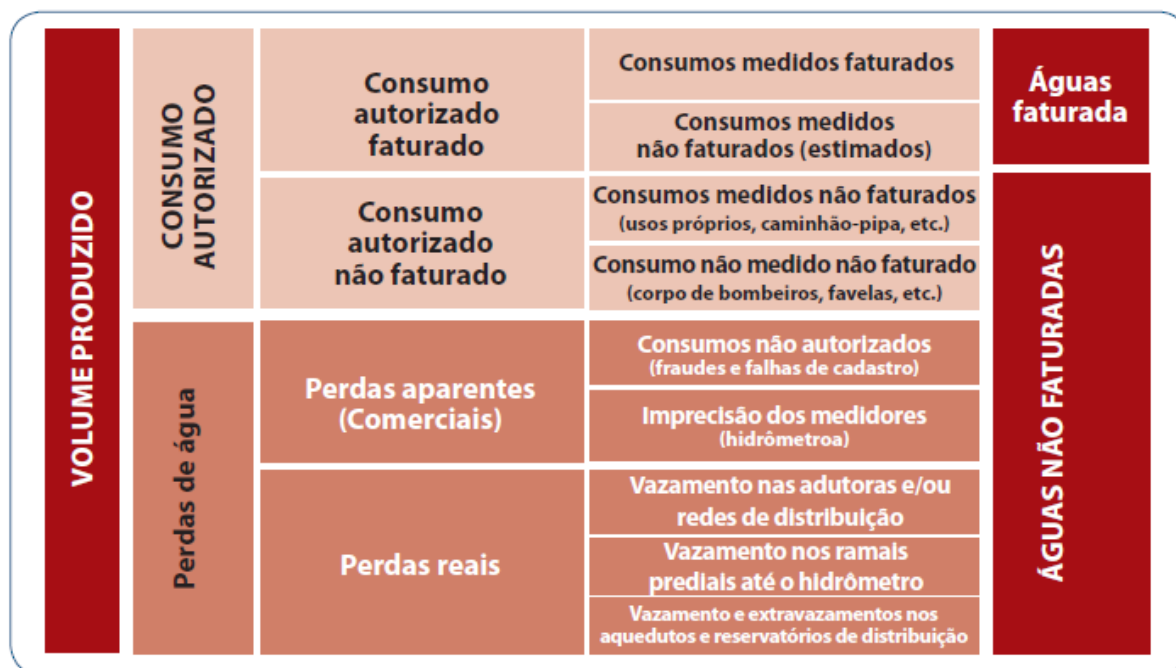 VOLUME PRODUZIDO
CONSUMO
AUTORIZADO
Consumo
autorizado
faturado
Consumos medidos faturados
Consumos medidos
não faturados (estimados)
Águas
faturada
Consumo
autorizado
não faturado
Consumos medidos não faturados
(usos próprios, caminhão-pipa, etc.)
Consumo não medido não faturado
(corpo de bombeiros, favelas, etc.)
ÁGUAS NÃO FATURADAS
Perdas de água
Perdas aparentes
(Comerciais)
Consumos não autorizados
(fraudes e falhas de cadastro)
Imprecisão dos medidores
(hidrômetroa)
Perdas reais
Vazamento nas adutoras e/ou
redes de distribuição
Vazamento nos ramais
prediais até o hidrômetro
Vazamento e extravazamentos nos
aquedutos e reservatórios de distribuição